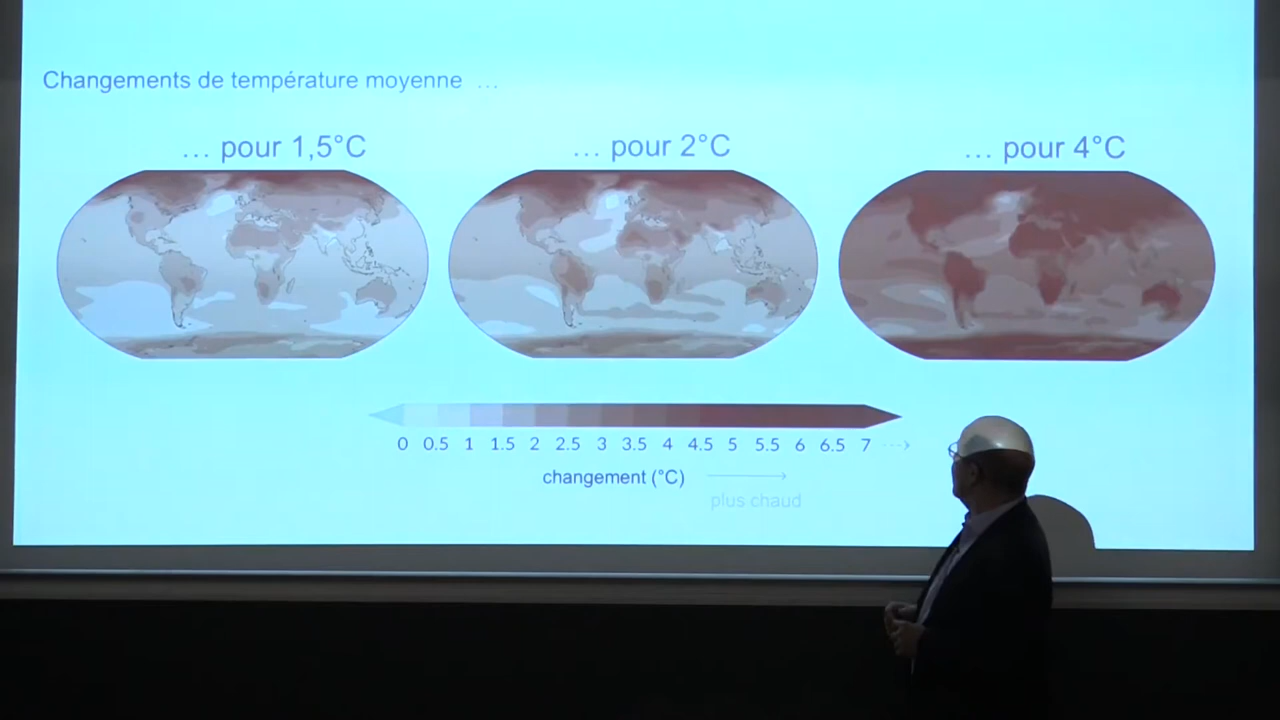 Changements de température moyenne ...
... pour 1,5°C
... pour 2°C
... pour 4°C
0 0.5 1 1.5 2 2.5 3 3.5 4 4.5 5 5.5 6 6.5 7
changement (°C)
plus chaud